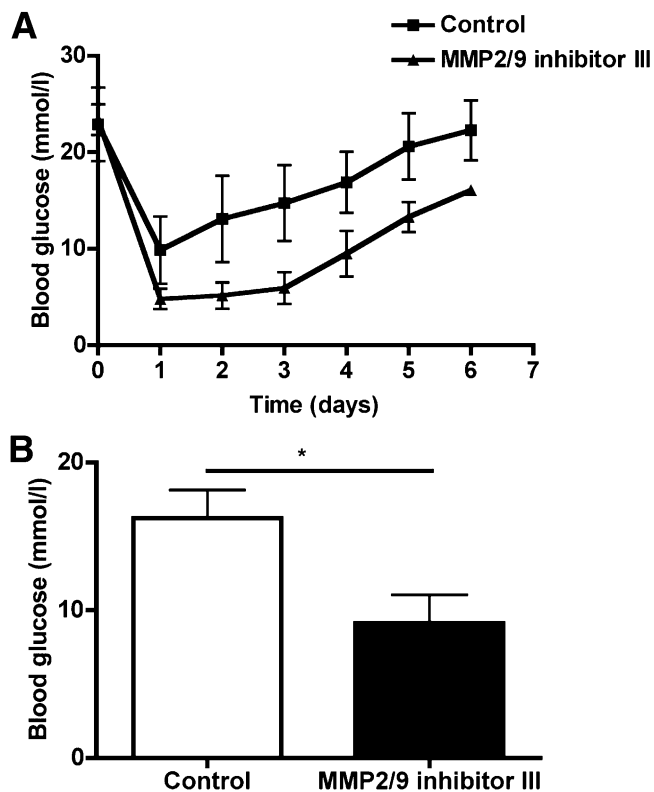 A
Control
MMP2/9 inhibitor III
Blood glucose (mmol/l)
30
20
10
0
0 1 2 3 4 5 6 7
Time (days)
B
*
Blood glucose (mmol/l)
20
10
0
Control MMP2/9 inhibitor III